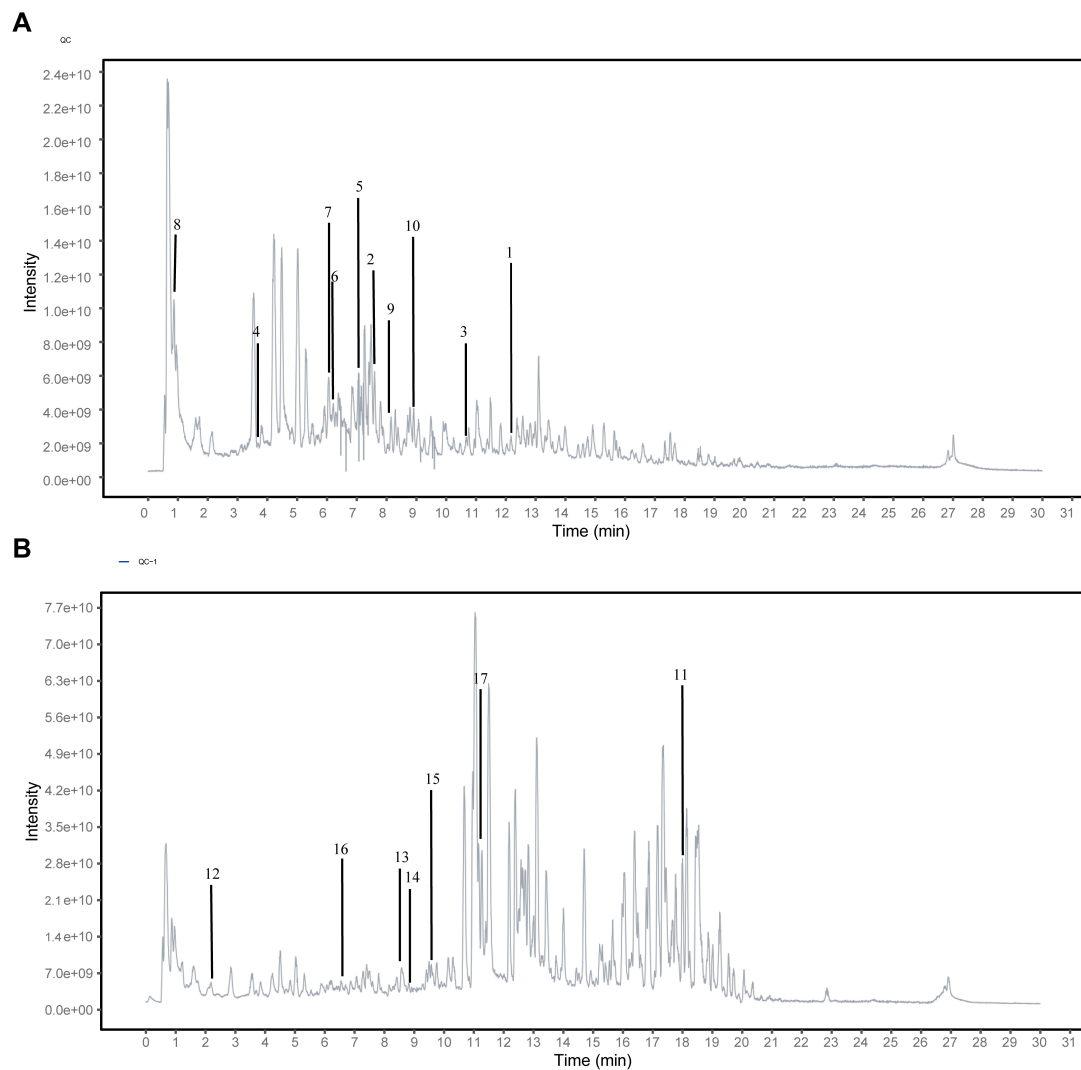 A
QC
2.4e+10
2.2e+10
2.0e+10
1.8e+10
1.6e+10
1.4e+10
1.2e+10
1.0e+10
8.0e+09
6.0e+09
4.0e+09
2.0e+09
0.0e+00
Intensity
8
4
7
6
5
2
9
10
3
1
0 1 2 3 4 5 6 7 8 9 10 11 12 13 14 15 16 17 18 19 20 21 22 23 24 25 26 27 28 29 30 31
Time (min)
B
QC-1
7.7e+10
7.0e+10
6.3e+10
5.6e+10
4.9e+10
4.2e+10
3.5e+10
2.8e+10
2.1e+10
1.4e+10
7.0e+09
0.0e+00
Intensity
12
16
13
14
15
17
11
0 1 2 3 4 5 6 7 8 9 10 11 12 13 14 15 16 17 18 19 20 21 22 23 24 25 26 27 28 29 30 31
Time (min)